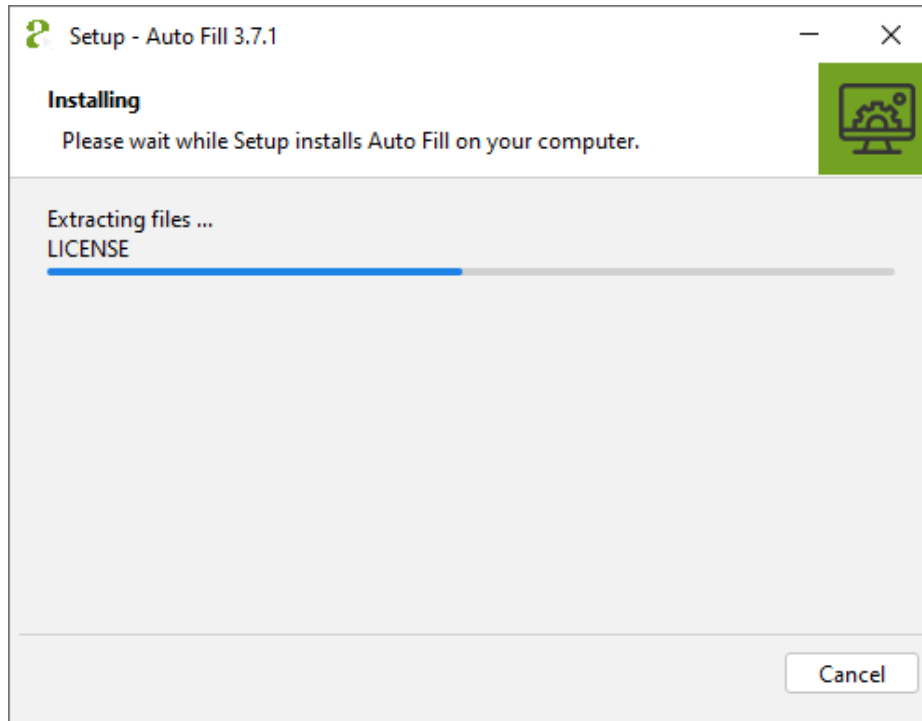 Setup - Auto Fill 3.7.1
Installing
Please wait while Setup installs Auto Fill on your computer.
Extracting files ...
LICENSE
Cancel